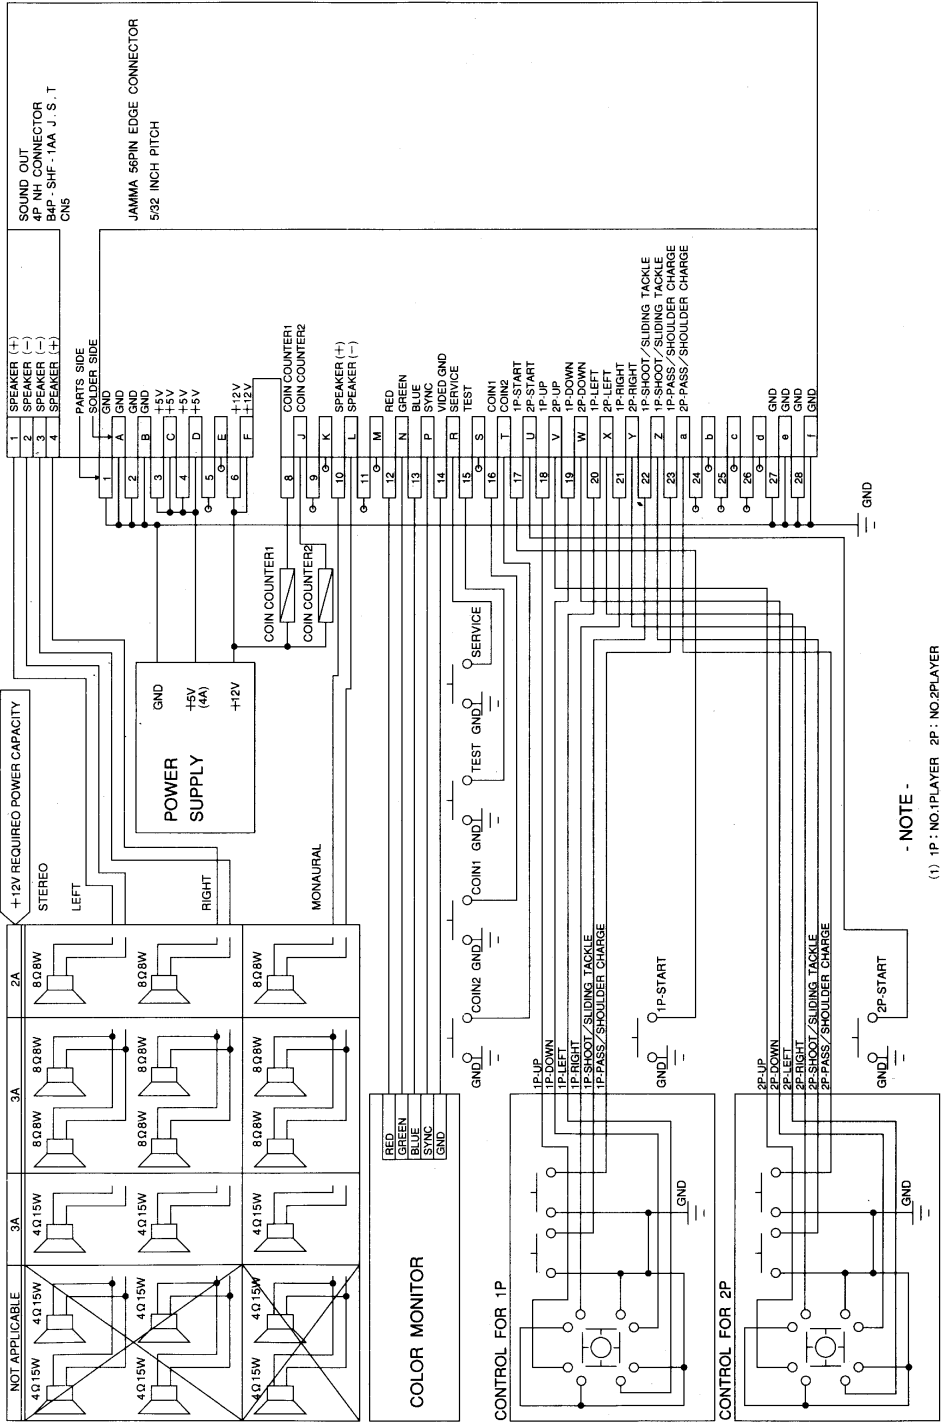 SOUND OUT
4P NH CONNECTOR
B4P - SHF - 1AA J . S . T
CN5
JAMMA 56PIN EDGE CONNECTOR
5/32 INCH PITCH
1 SPEAKER (+)
2 SPEAKER (-)
3 SPEAKER (-)
4 SPEAKER (+)
PARTS SIDE
SOLDER SIDE
1 GND
A GND
2 GND
B GND
3 +5V
C +5V
4 +5V
D +5V
5
E
6 +12V
F +12V
8 COIN COUNTER1
J COIN COUNTER2
9
K
10 SPEAKER(+)
L SPEAKER(-)
11
M
12 RED
N GREEN
13 BLUE
P SYNC
14 VIDED GND
R SERVICE
15 TEST
S
16 COIN1
T COIN2
17 1P-START
U 2P-START
18 1P-UP
V 2P-UP
19 1P-DOWN
W 2P-DOWN
20 1P-LEFT
X 2P-LEFT
21 1P-RIGHT
Y 2P-RIGHT
22 1P-SHOOT/SLIDING TACKLE
Z 1P-SHOOT/SLIDING TACKLE
23 1P-PASS/SHOULDER CHARGE
a 2P-PASS/SHOULDER CHARGE
24
b
25
c
26
d
27 GND
e GND
28 GND
f GND
GND
COIN COUNTER1
COIN COUNTER2
POWER
SUPPLY
GND
+5V
(4A)
+12V
+12V REQUIREO POWER CAPACITY
STEREO
LEFT
RIGHT
MONAURAL
2A
8Ω8W
8Ω8W
8Ω8W
3A
8Ω8W
8Ω8W
8Ω8W
8Ω8W
8Ω8W
8Ω8W
3A
4Ω15W
4Ω15W
4Ω15W
NOT APPLICABLE
4Ω15W
4Ω15W
4Ω15W
4Ω15W
4Ω15W
4Ω15W
SERVICE
GND
TEST
GND
COIN1
GND
COIN2
GND
COLOR MONITOR
RED
GREEN
BLUE
SYNC
GND
CONTROL FOR 1P
1P-UP
1P-DOWN
1P-LEFT
1P-RIGHT
1P-SHOOT/SLIDING TACKLE
1P-PASS/SHOULDER CHARGE
GND
1P-START
GND
CONTROL FOR 2P
2P-UP
2P-DOWN
2P-LEFT
2P-RIGHT
2P-SHOOT/SLIDING TACKLE
2P-PASS/SHOULDER CHARGE
GND
2P-START
GND
- NOTE -
(1) 1P : NO.1PLAYER 2P : NO.2PLAYER